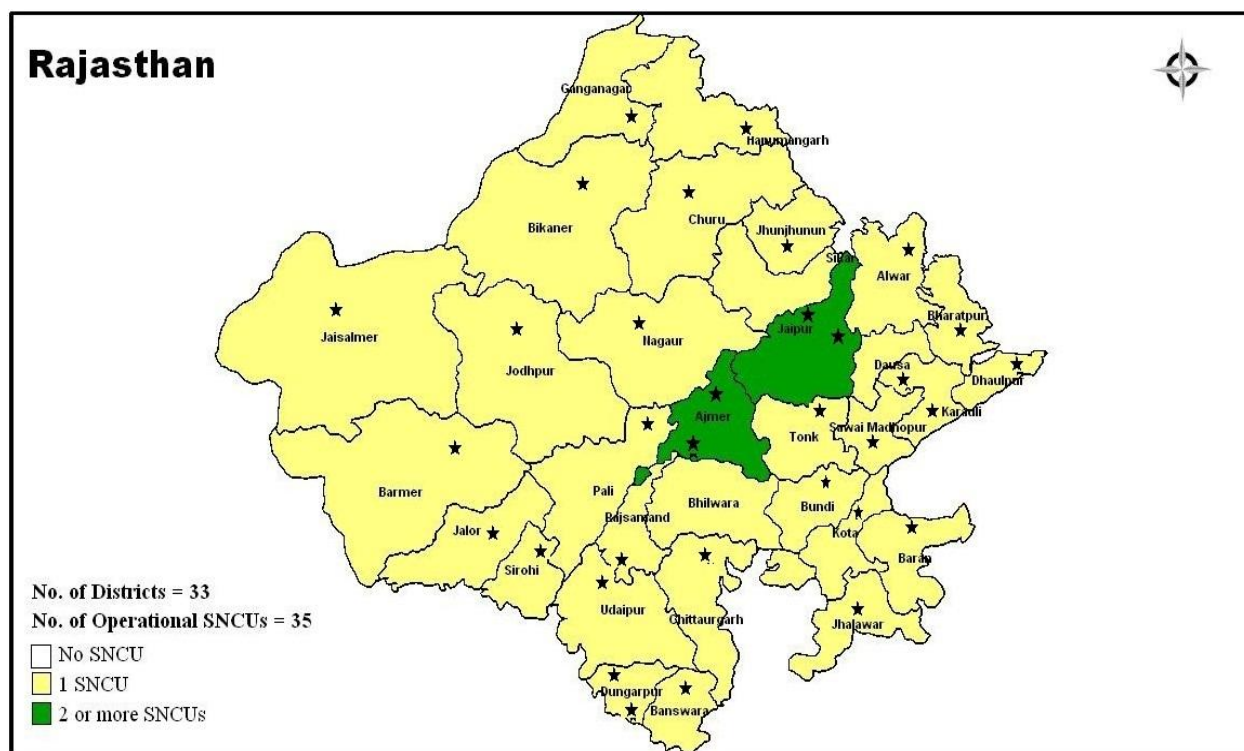 Rajasthan
Ganganagar
Hanumangarh
Bikaner
Churu
Jhunjhunun
Sikar
Alwar
Jaisalmer
Jodhpur
Nagaur
Jaipur
Bharatpur
Dausa
Dhaulpur
Ajmer
Tonk
Sawai Madhopur
Karauli
Barmer
Pali
Bhilwara
Bundi
Rajsamand
Jalor
Kota
Baran
Sirohi
Udaipur
Chittaurgarh
Jhalawar
Dungarpur
Banswara
No. of Districts = 33
No. of Operational SNCUs = 35
No SNCU
1 SNCU
2 or more SNCUs